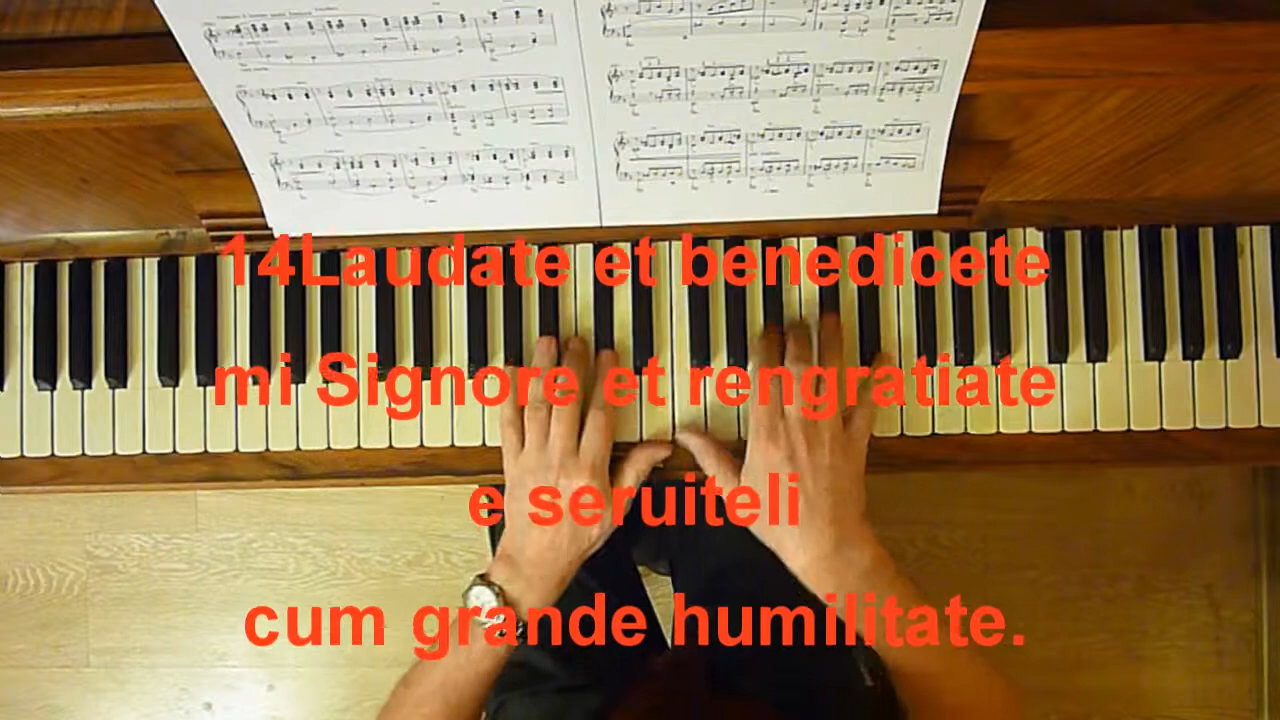 14Laudate et benedicete
mi Signore et rengratiate
e seruiteli
cum grande humilitate.